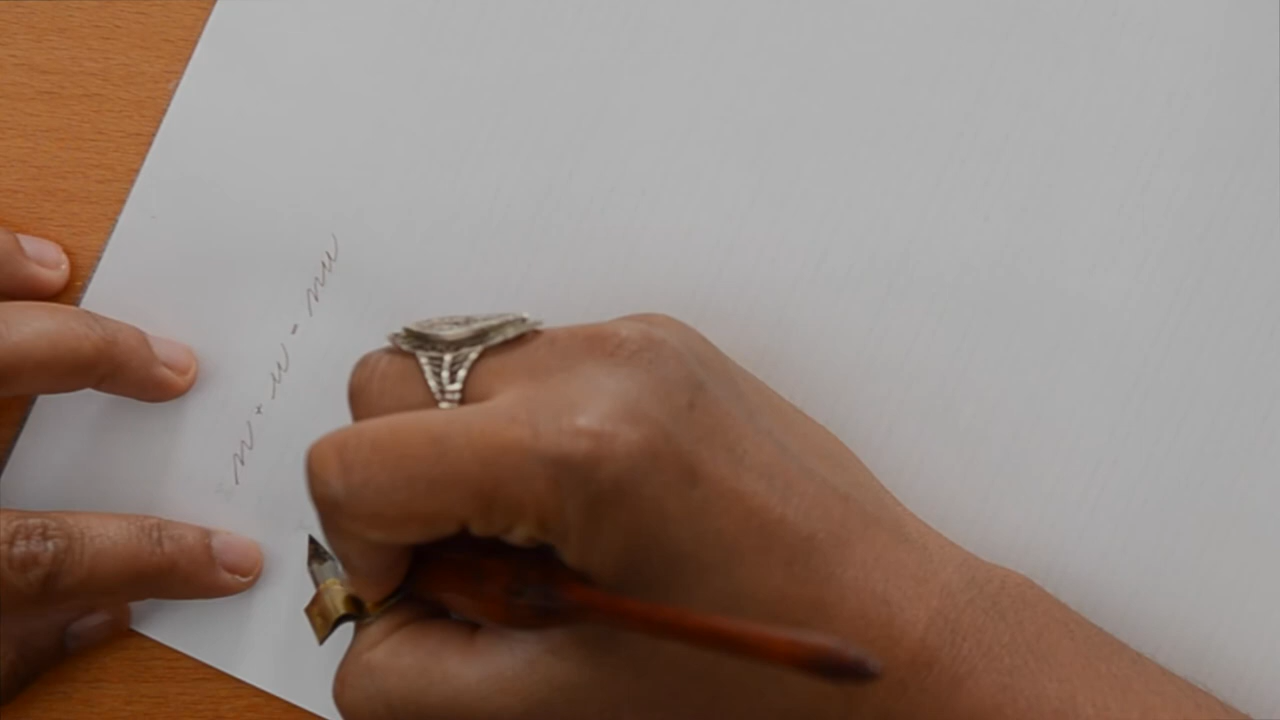 n + u = nu